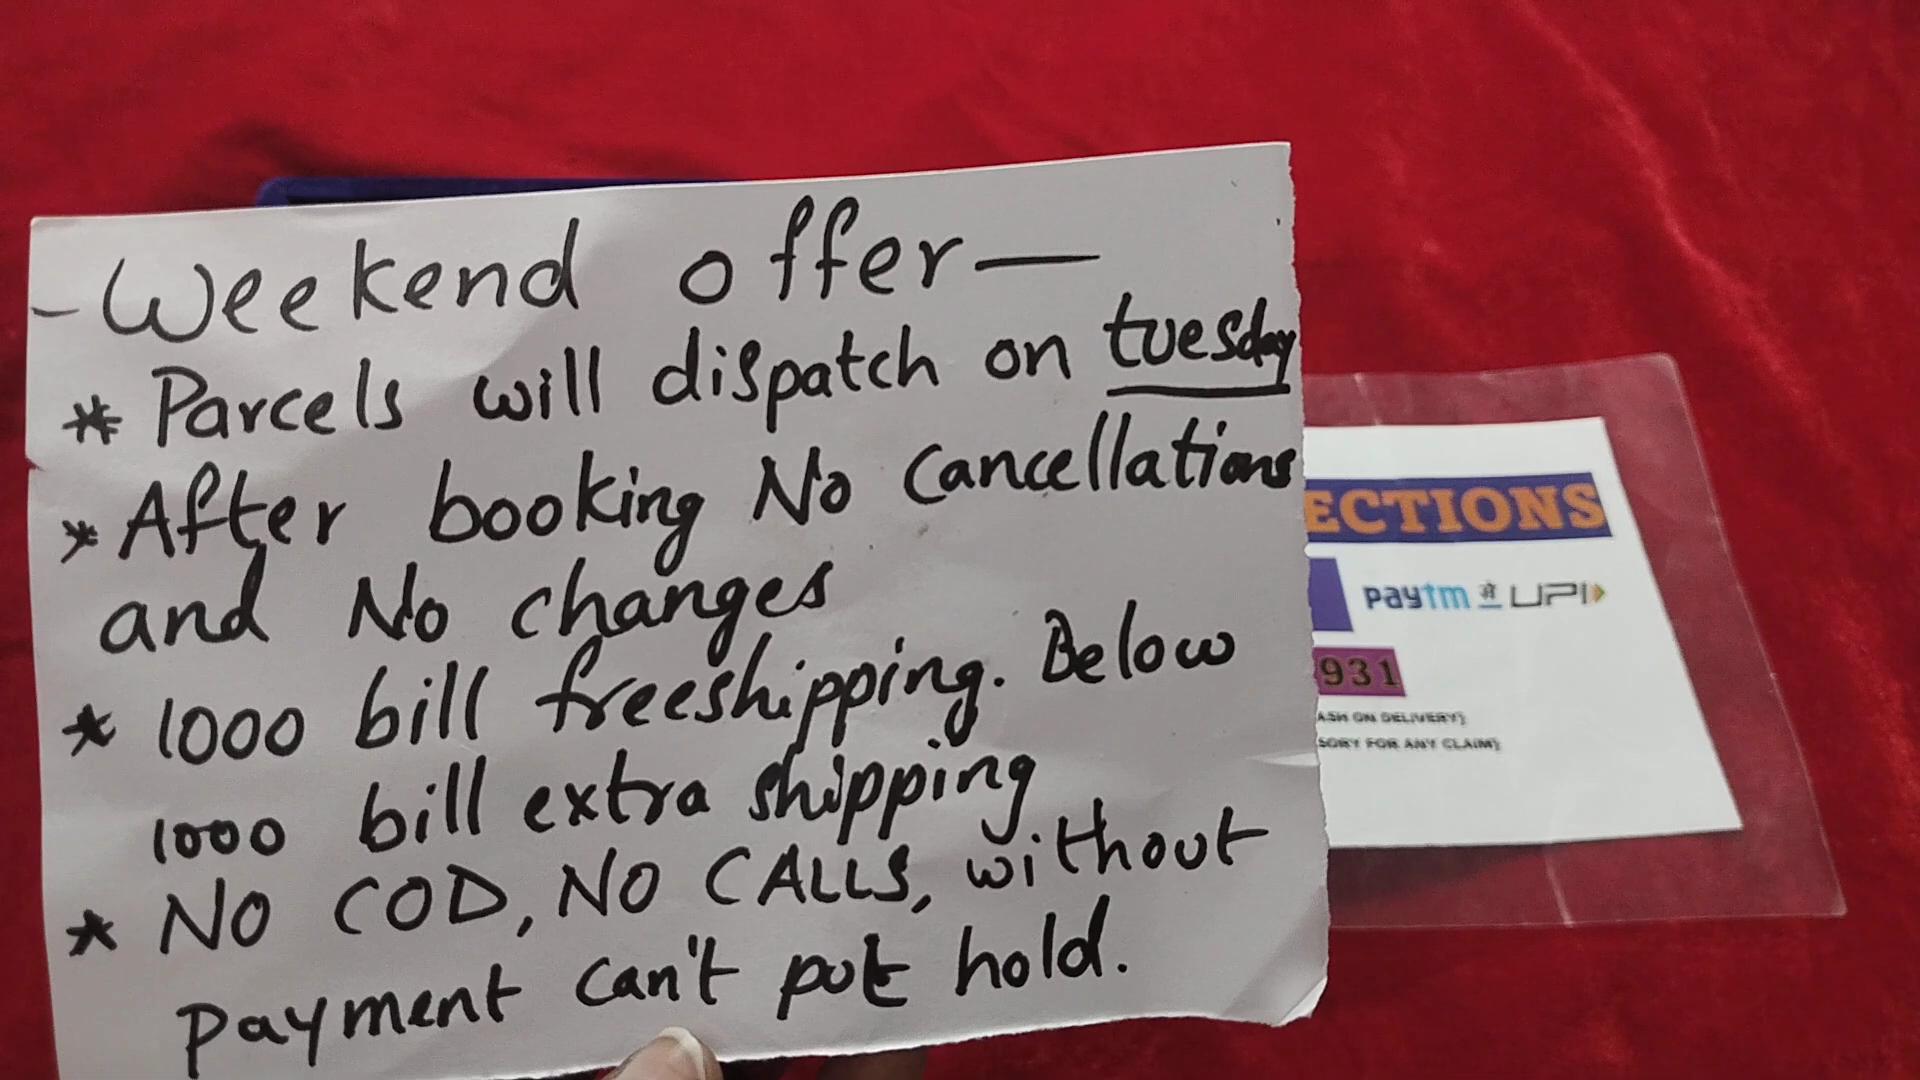 - Weekend offer —
* Parcels will dispatch on tuesday
* After booking No cancellations
and No changes
* 1000 bill freeshipping. Below
1000 bill extra shipping
* NO COD, NO CALLS, without
payment can't put hold.
ECTIONS
paytm से UPI
931
ASH ON DELIVERY}
SORY FOR ANY CLAIM}